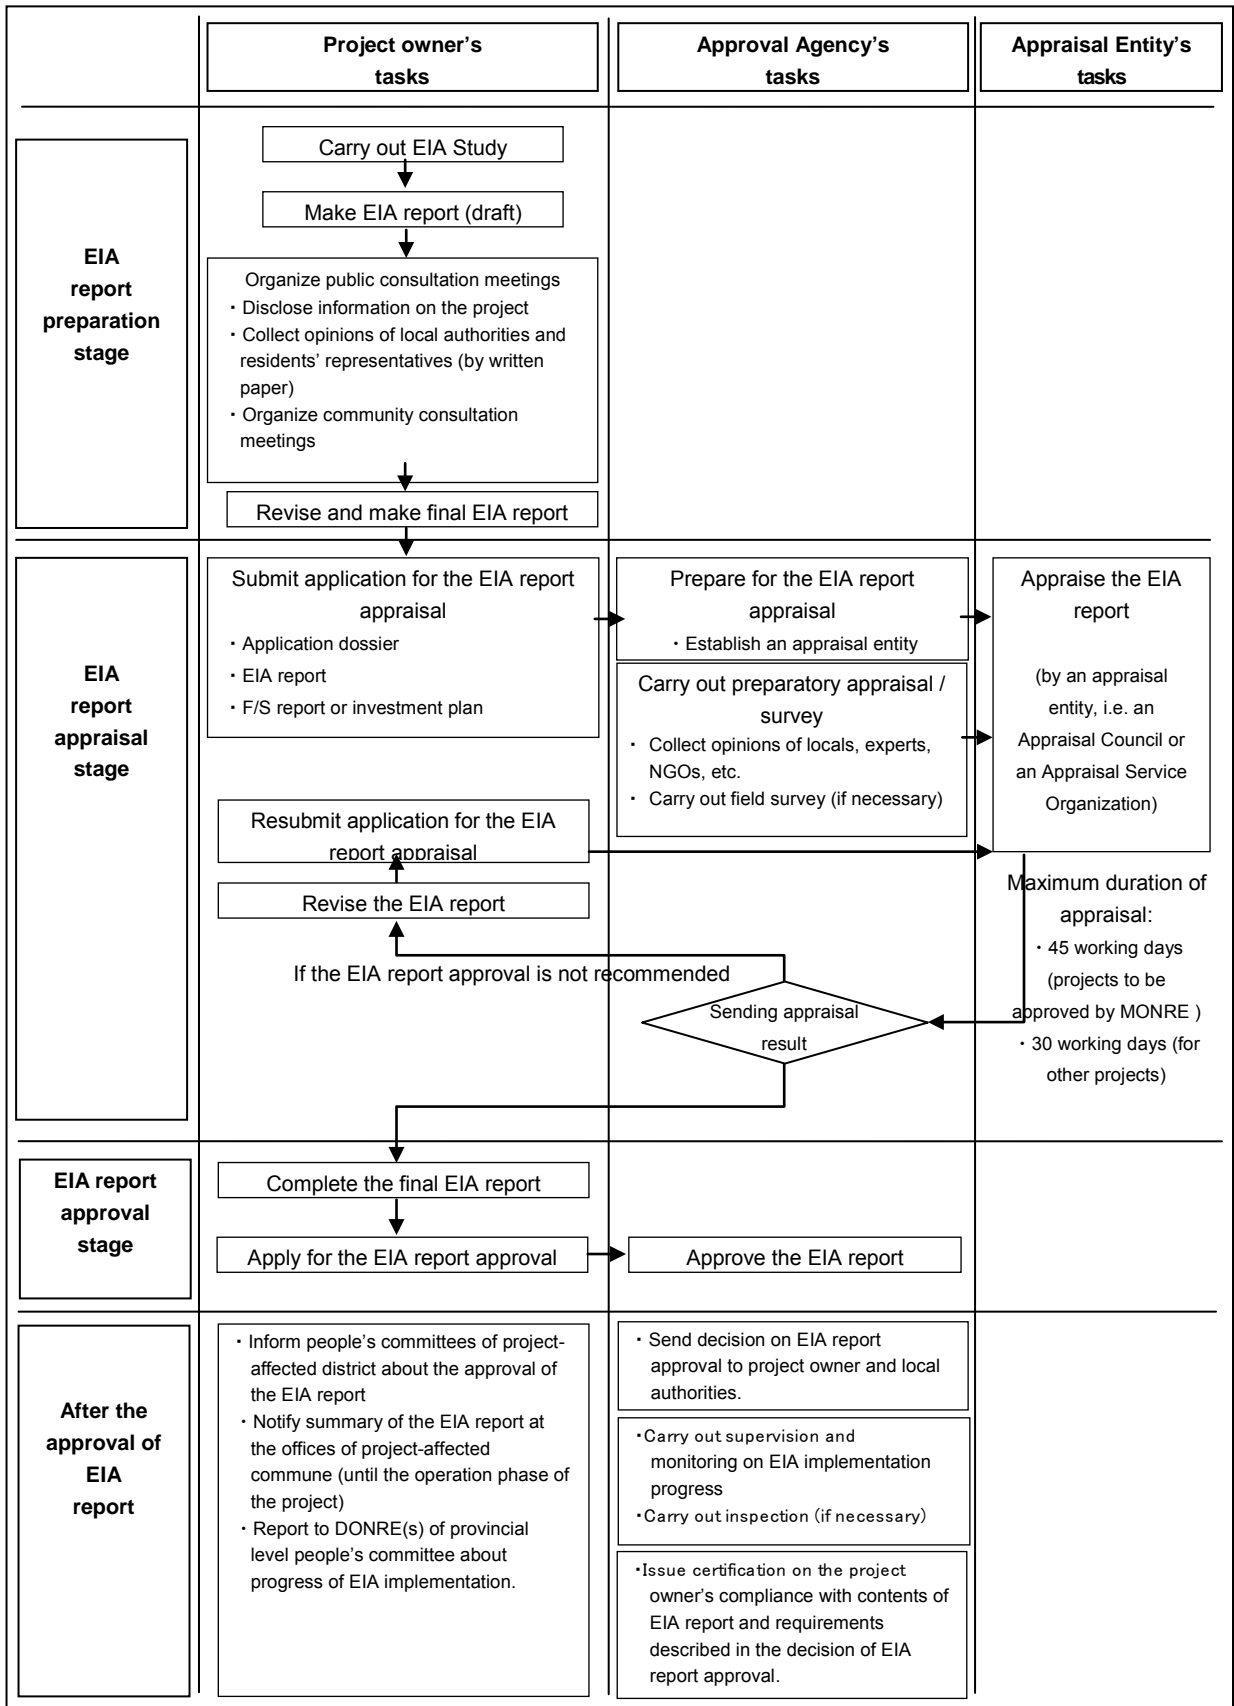 Project owner's
tasks
Approval Agency's
tasks
Appraisal Entity's
tasks
EIA
report
preparation
stage
Carry out EIA Study
Make EIA report (draft)
Organize public consultation meetings
・Disclose information on the project
・Collect opinions of local authorities and
residents' representatives (by written
paper)
・Organize community consultation
meetings
Revise and make final EIA report
EIA
report
appraisal
stage
Submit application for the EIA report
appraisal
・Application dossier
・EIA report
・F/S report or investment plan
Prepare for the EIA report
appraisal
・Establish an appraisal entity
Carry out preparatory appraisal /
survey
・ Collect opinions of locals, experts,
NGOs, etc.
・ Carry out field survey (if necessary)
Appraise the EIA
report
(by an appraisal
entity, i.e. an
Appraisal Council or
an Appraisal Service
Organization)
Resubmit application for the EIA
report appraisal
Revise the EIA report
If the EIA report approval is not recommended
Sending appraisal
result
Maximum duration of
appraisal:
・45 working days
(projects to be
approved by MONRE )
・30 working days (for
other projects)
EIA report
approval
stage
Complete the final EIA report
Apply for the EIA report approval
Approve the EIA report
After the
approval of
EIA
report
・Inform people's committees of project-
affected district about the approval of
the EIA report
・Notify summary of the EIA report at
the offices of project-affected
commune (until the operation phase of
the project)
・Report to DONRE(s) of provincial
level people's committee about
progress of EIA implementation.
・Send decision on EIA report
approval to project owner and local
authorities.
・Carry out supervision and
monitoring on EIA implementation
progress
・Carry out inspection (if necessary)
・Issue certification on the project
owner's compliance with contents of
EIA report and requirements
described in the decision of EIA
report approval.